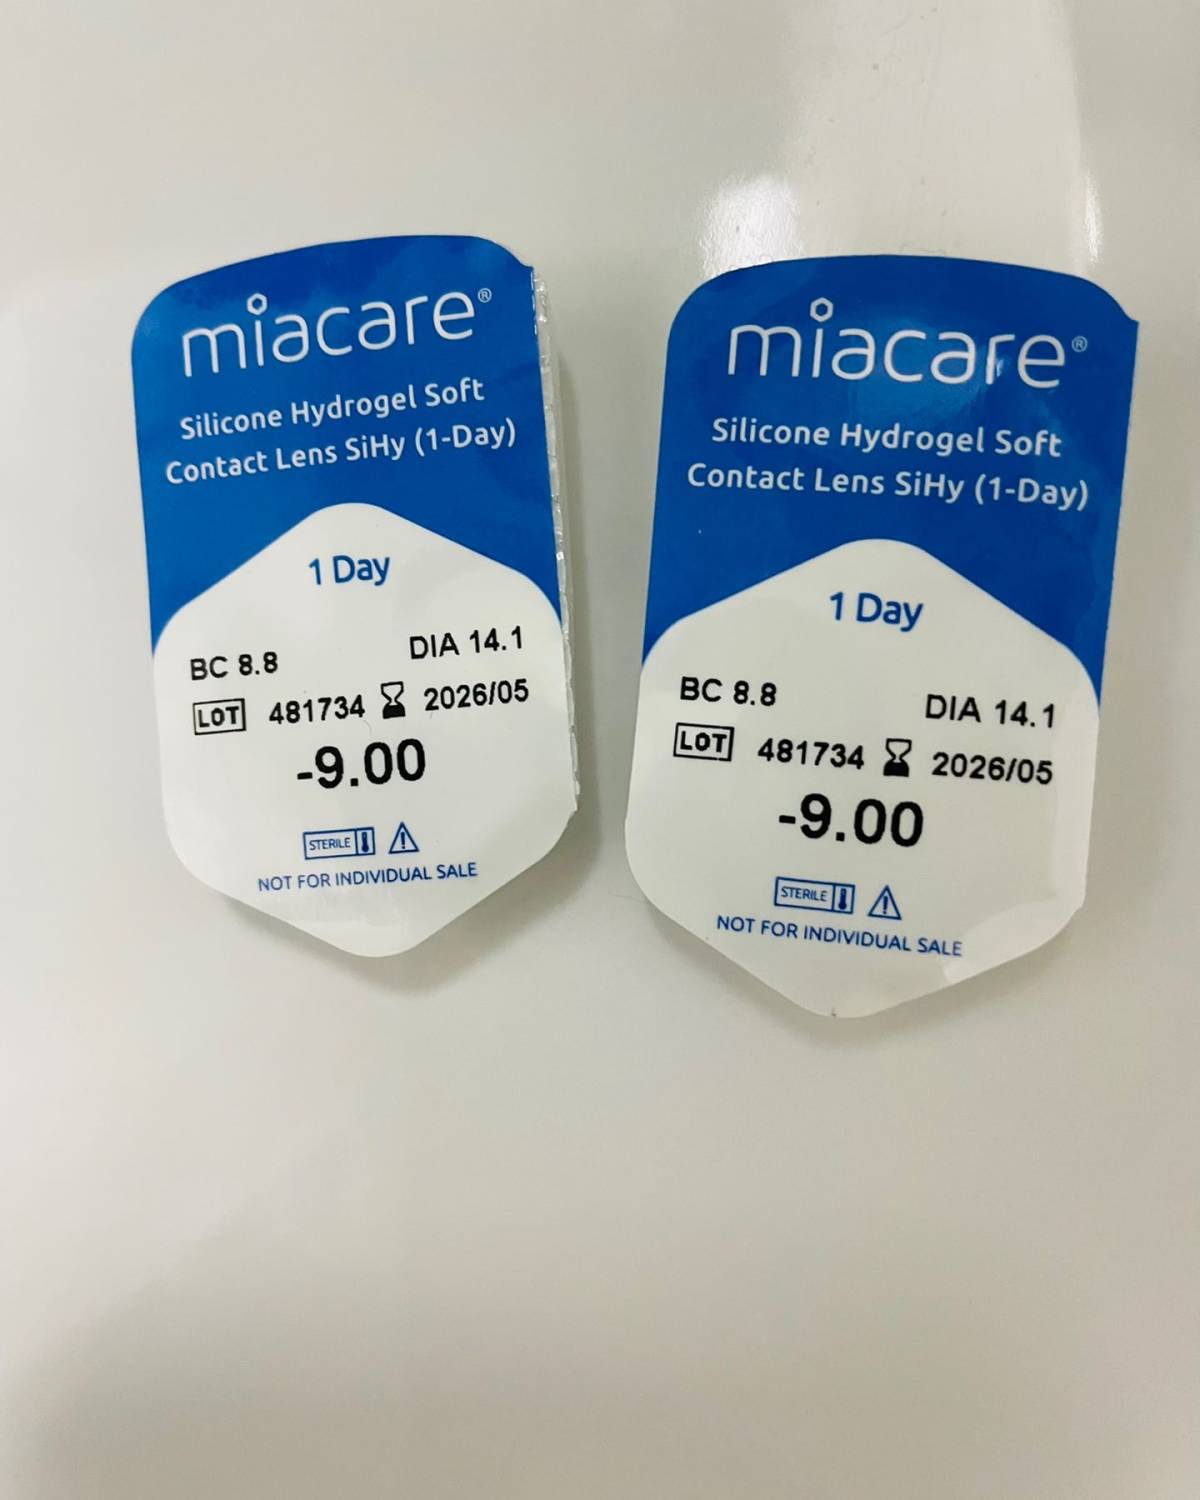 miacare®
Silicone Hydrogel Soft
Contact Lens SiHy (1-Day)
1 Day
BC 8.8 DIA 14.1
LOT 481734 2026/05
-9.00
STERILE
NOT FOR INDIVIDUAL SALE
miacare®
Silicone Hydrogel Soft
Contact Lens SiHy (1-Day)
1 Day
BC 8.8 DIA 14.1
LOT 481734 2026/05
-9.00
STERILE
NOT FOR INDIVIDUAL SALE